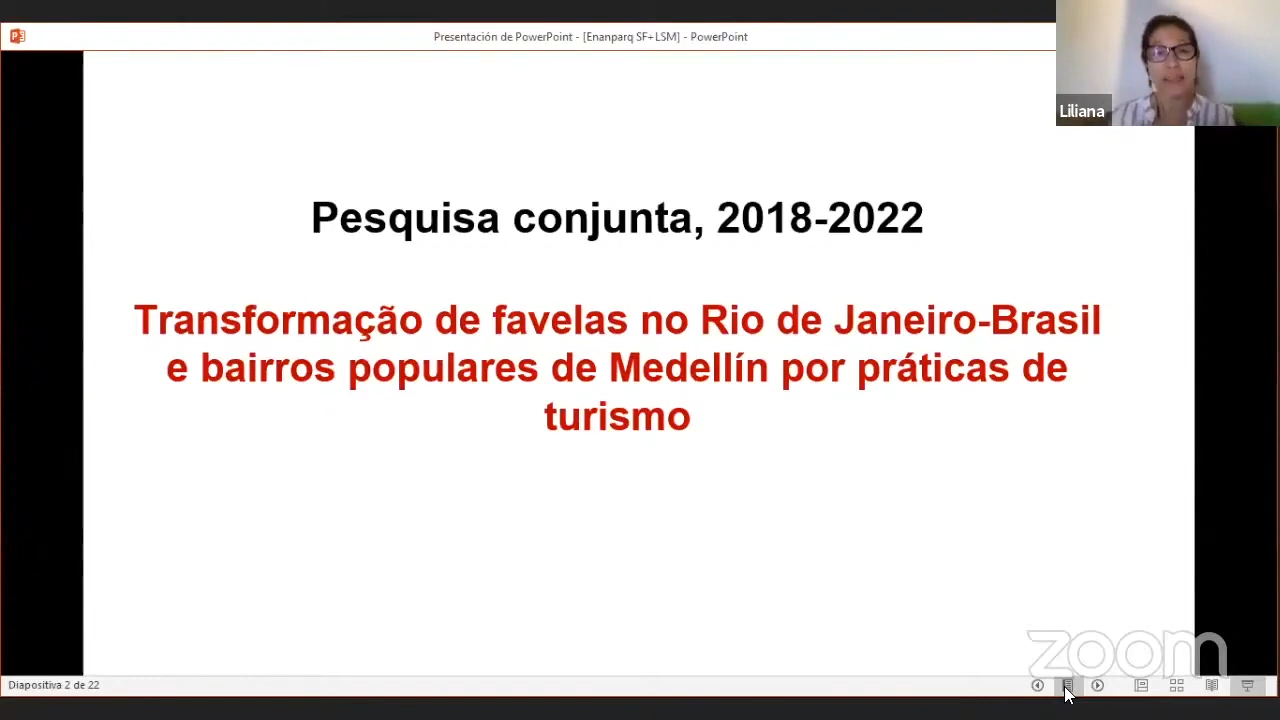 Presentación de PowerPoint - [Enanparq SF+LSM] - PowerPoint
Liliana
Pesquisa conjunta, 2018-2022
Transformação de favelas no Rio de Janeiro-Brasil
e bairros populares de Medellín por práticas de
turismo
zoom
Diapositiva 2 de 22